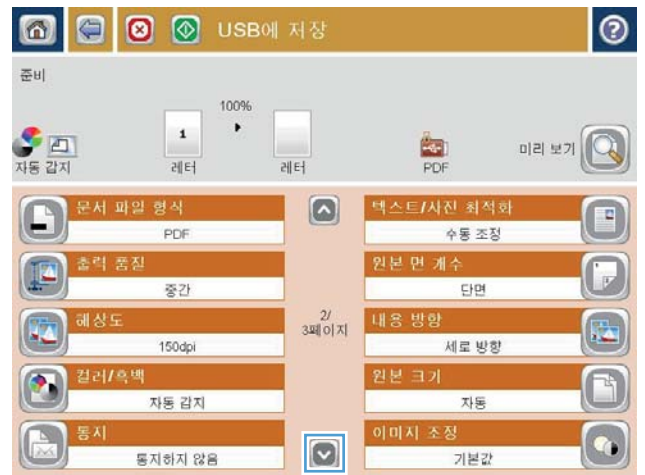 USB에 저장
준비
100%
1
자동 감지
레터
레터
PDF
미리 보기
문서 파일 형식
PDF
텍스트/사진 최적화
수동 조정
출력 품질
중간
원본 면 개수
단면
해상도
150dpi
2/
3페이지
내용 방향
세로 방향
컬러/흑백
자동 감지
원본 크기
자동
통지
통지하지 않음
이미지 조정
기본값